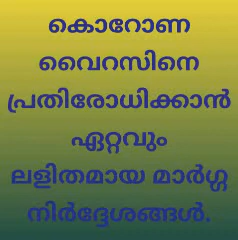 കൊറോണ
വൈറസിനെ
പ്രതിരോധിക്കാൻ
ഏറ്റവും
ലളിതമായ മാർഗ്ഗ
നിർദ്ദേശങ്ങൾ.